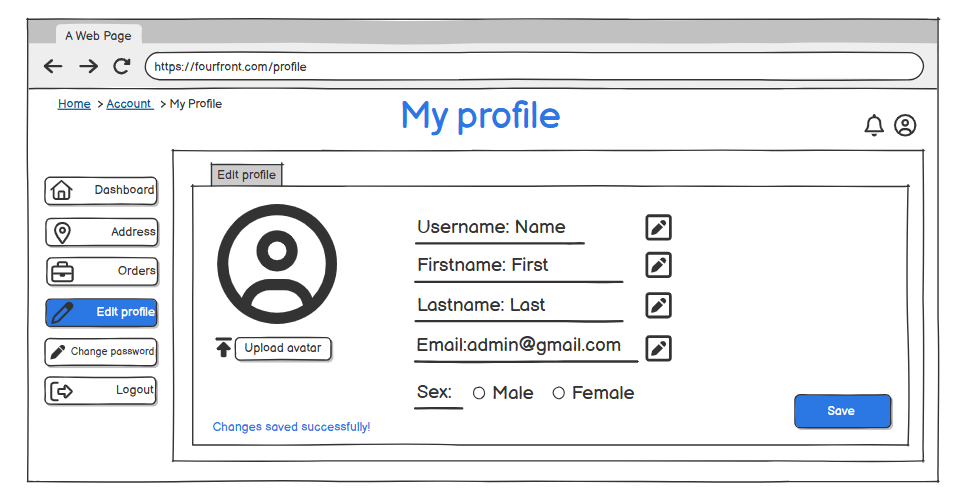 A Web Page
https://fourfront.com/profile
Home > Account > My Profile
My profile
Dashboard
Address
Orders
Edit profile
Change password
Logout
Edit profile
Upload avatar
Username: Name
Firstname: First
Lastname: Last
Email:admin@gmail.com
Sex: Male Female
Changes saved successfully!
Save